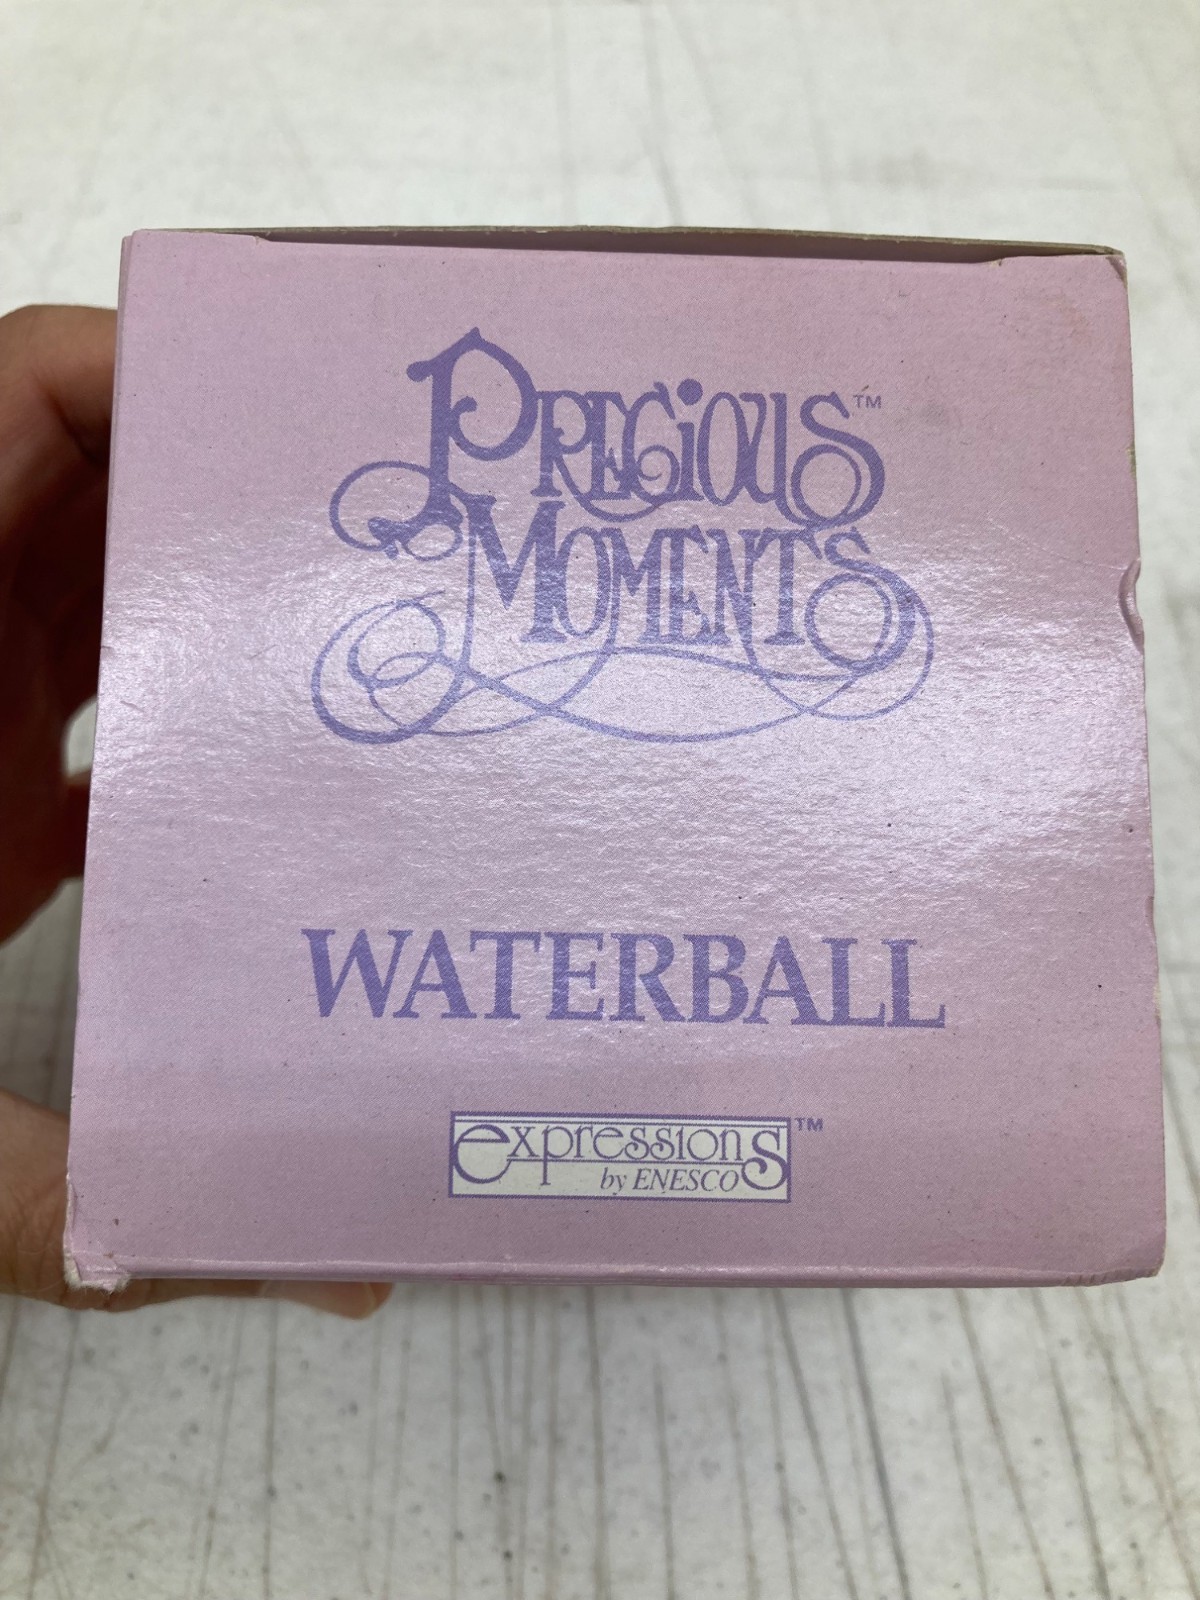 PRECIOUS™
MOMENTS
WATERBALL
expressions™
by ENESCO